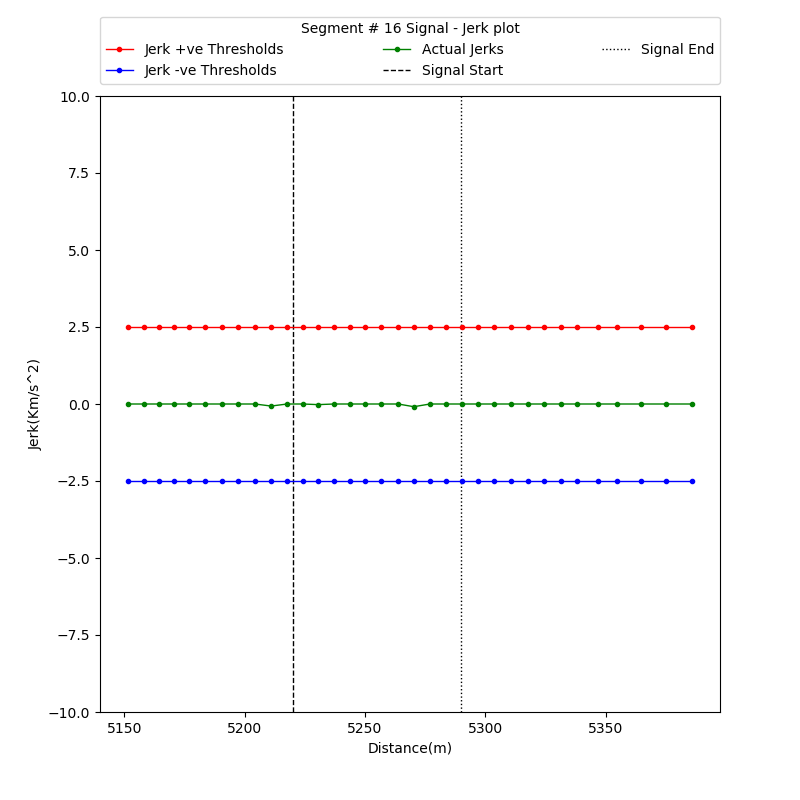 Segment # 16 Signal - Jerk plot
Jerk +ve Thresholds Actual Jerks Signal End
Jerk -ve Thresholds Signal Start
10.0
7.5
5.0
2.5
0.0
−2.5
−5.0
−7.5
−10.0
Jerk(Km/s^2)
5150 5200 5250 5300 5350
Distance(m)